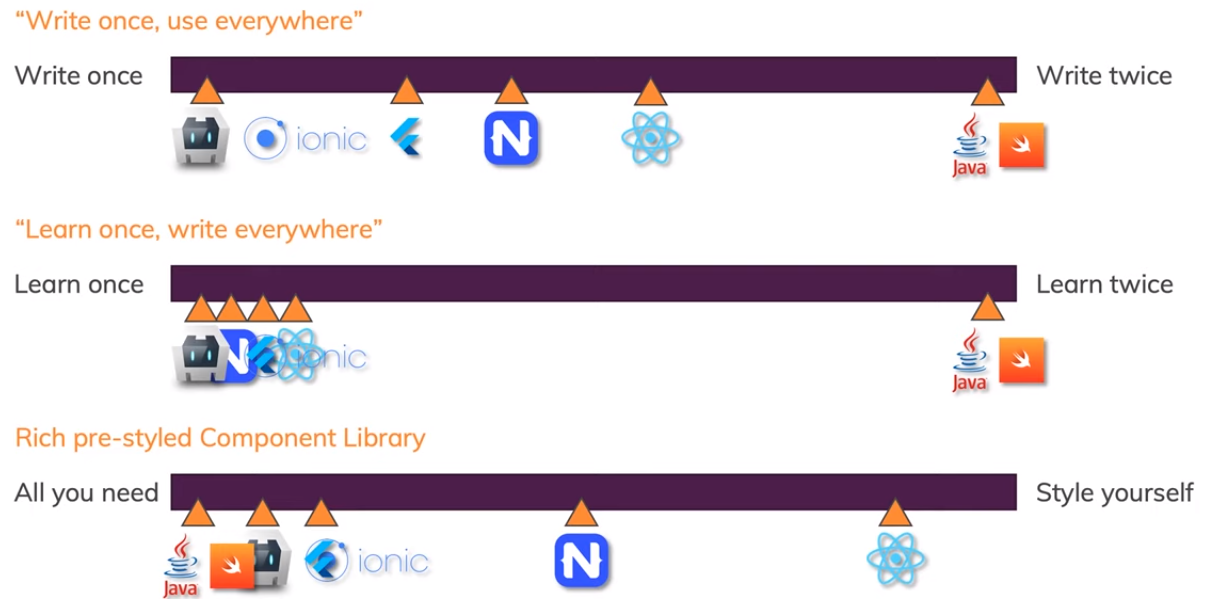 “Write once, use everywhere”
Write once
Write twice
ionic
N
Java
“Learn once, write everywhere”
Learn once
Learn twice
N
ionic
Java
Rich pre-styled Component Library
All you need
Style yourself
Java
ionic
N